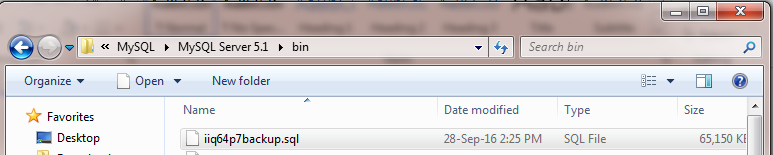 « MySQL ▸ MySQL Server 5.1 ▸ bin
Search bin
Organize
Open
New folder
Favorites
Desktop
Name
Date modified
Type
Size
iiq64p7backup.sql
28-Sep-16 2:25 PM
SQL File
65,150 KB